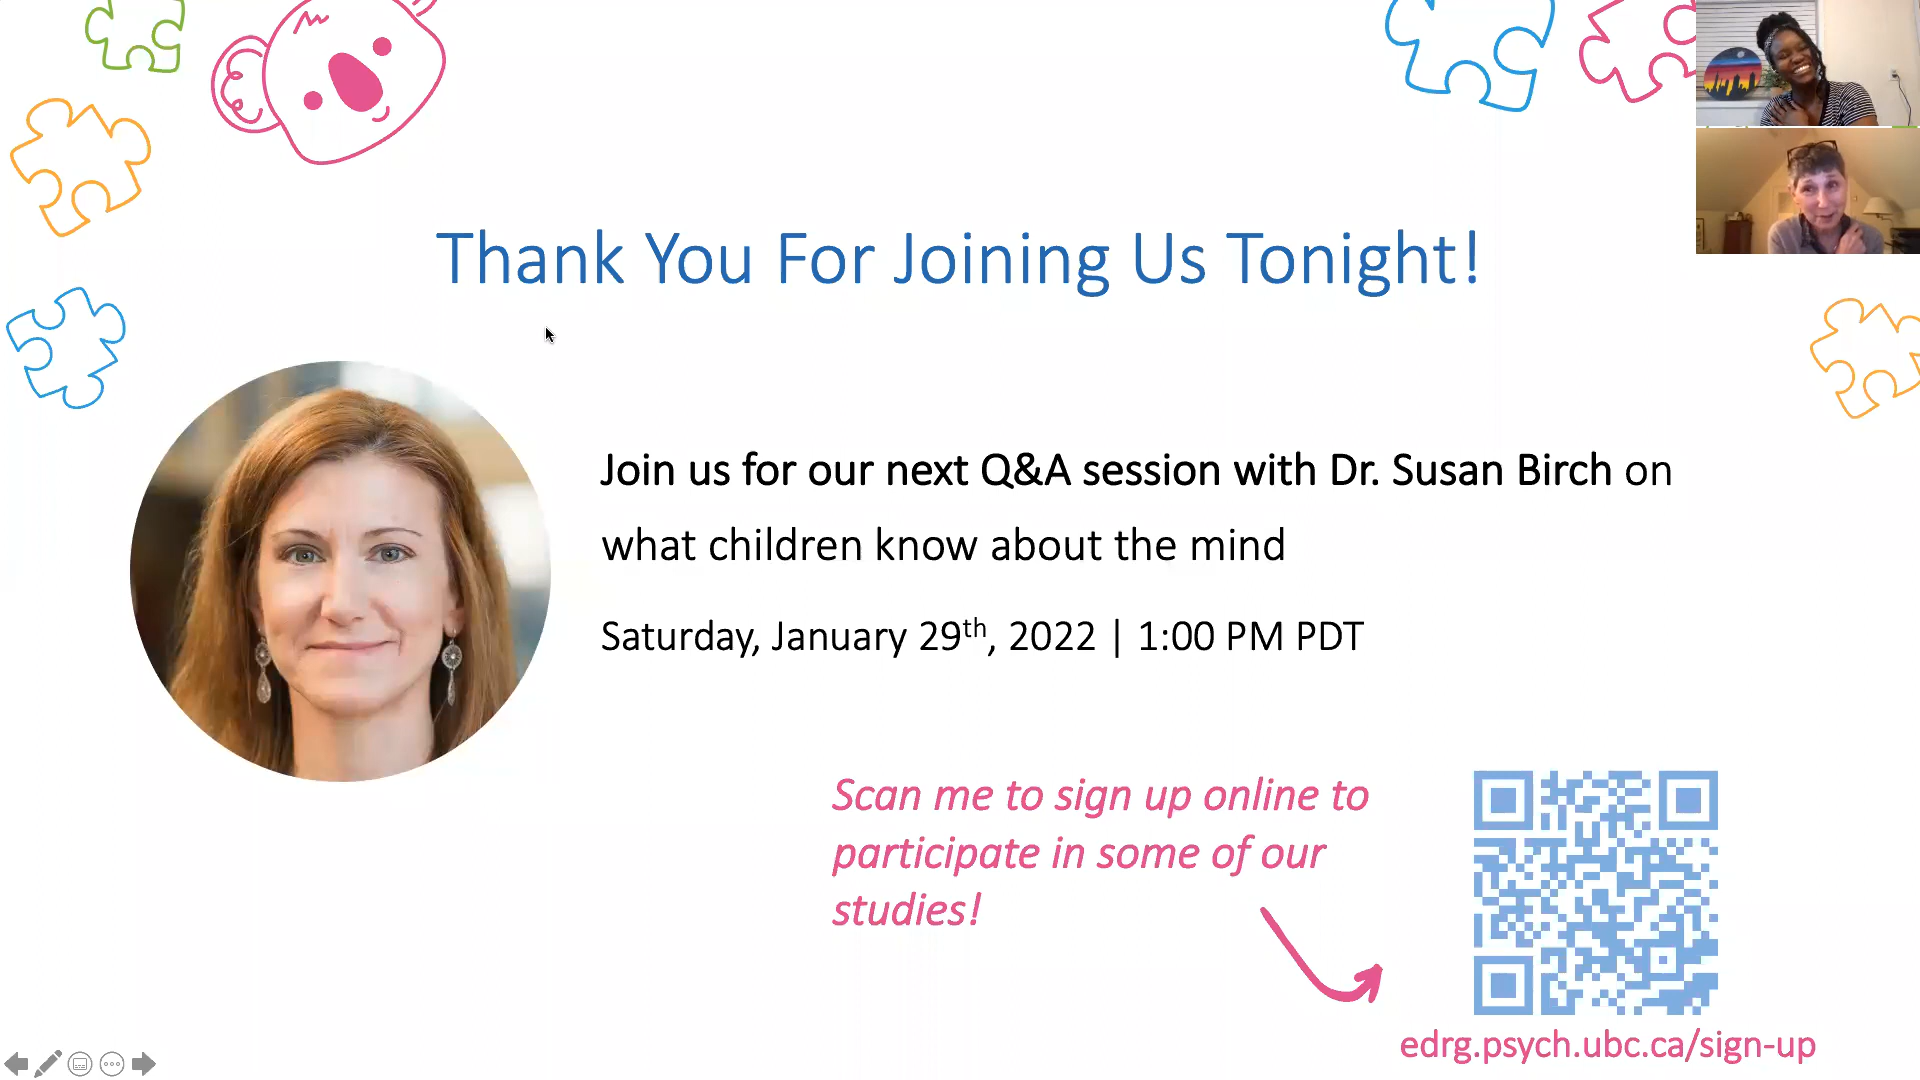 Thank You For Joining Us Tonight!
Join us for our next Q&A session with Dr. Susan Birch on
what children know about the mind
Saturday, January 29th, 2022 | 1:00 PM PDT
Scan me to sign up online to
participate in some of our
studies!
edrg.psych.ubc.ca/sign-up